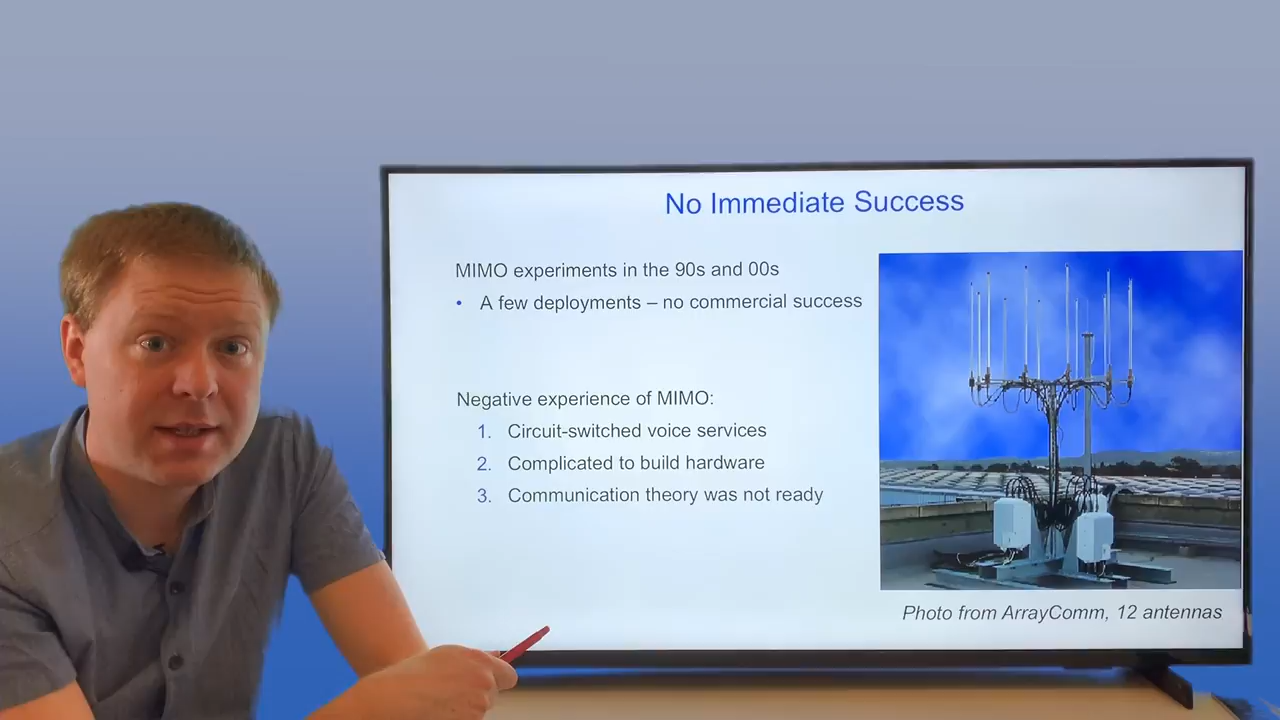 No Immediate Success
MIMO experiments in the 90s and 00s
• A few deployments – no commercial success
Negative experience of MIMO:
1. Circuit-switched voice services
2. Complicated to build hardware
3. Communication theory was not ready
Photo from ArrayComm, 12 antennas